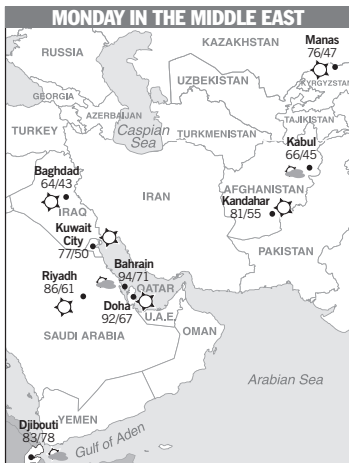 MONDAY IN THE MIDDLE EAST
KAZAKHSTAN
Manas
76/47
RUSSIA
UZBEKISTAN
KYRGYZSTAN
GEORGIA
AZERBAIJAN
TAJIKISTAN
TURKEY
Caspian
Sea
TURKMENISTAN
Kabul
66/45
Baghdad
64/43
IRAN
AFGHANISTAN
Kandahar
81/55
IRAQ
Kuwait
City
77/50
PAKISTAN
Bahrain
94/71
Riyadh
86/61
QATAR
Doha
92/67
U.A.E.
OMAN
SAUDI ARABIA
Arabian Sea
YEMEN
Djibouti
83/78
Gulf of Aden